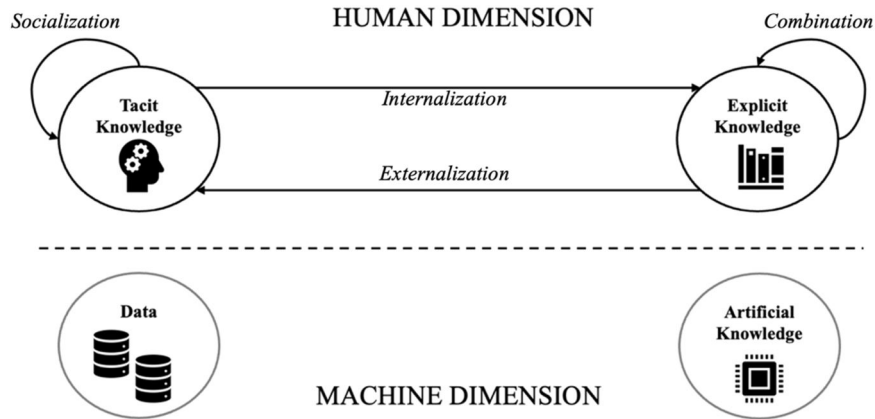 Socialization
HUMAN DIMENSION
Combination
Tacit
Knowledge
Internalization
Explicit
Knowledge
Externalization
Data
Artificial
Knowledge
MACHINE DIMENSION